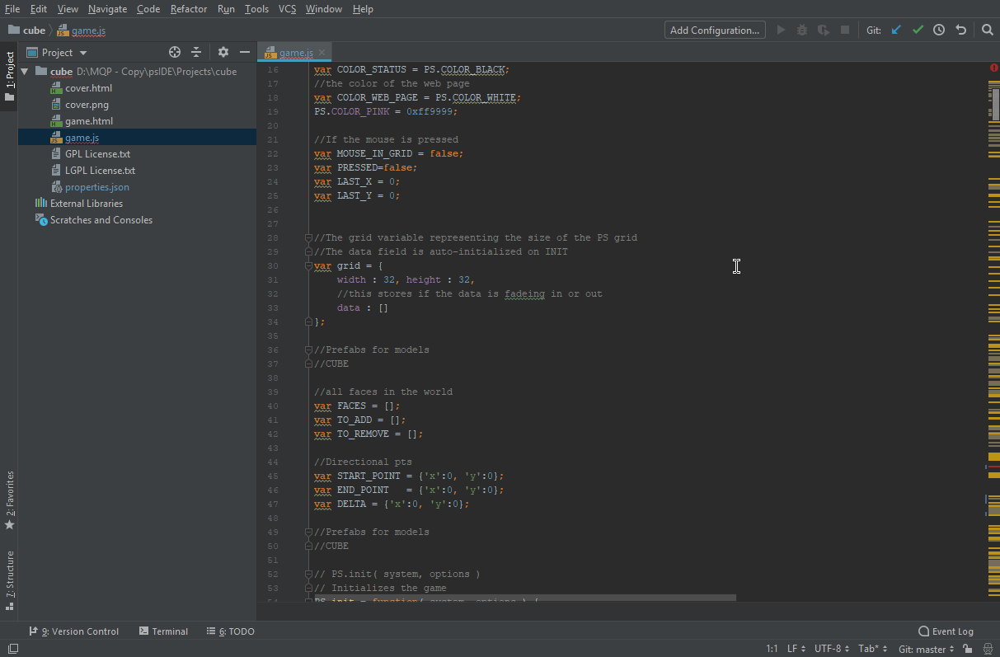 File Edit View Navigate Code Refactor Run Tools VCS Window Help
cube game.js Add Configuration... Git:
1: Project
Project
cube D:\MQP - Copy\psIDE\Projects\cube
cover.html
cover.png
game.html
game.js
GPL License.txt
LGPL License.txt
properties.json
External Libraries
Scratches and Consoles
2: Favorites
7: Structure
game.js
16 var COLOR_STATUS = PS.COLOR_BLACK;
17 //the color of the web page
18 var COLOR_WEB_PAGE = PS.COLOR_WHITE;
19 PS.COLOR_PINK = 0xff9999;
20
21 //If the mouse is pressed
22 var MOUSE_IN_GRID = false;
23 var PRESSED=false;
24 var LAST_X = 0;
25 var LAST_Y = 0;
26
27
28 //The grid variable representing the size of the PS grid
29 //The data field is auto-initialized on INIT
30 var grid = {
31 width : 32, height : 32,
32 //this stores if the data is fadeing in or out
33 data : []
34 };
35
36 //Prefabs for models
37 //CUBE
38
39 //all faces in the world
40 var FACES = [];
41 var TO_ADD = [];
42 var TO_REMOVE = [];
43
44 //Directional pts
45 var START_POINT = {'x':0, 'y':0};
46 var END_POINT   = {'x':0, 'y':0};
47 var DELTA = {'x':0, 'y':0};
48
49 //Prefabs for models
50 //CUBE
51
52 // PS.init( system, options )
53 // Initializes the game
54 PS.init = function( system, options ) {
9: Version Control Terminal 6: TODO Event Log
1:1 LF UTF-8 Tab* Git: master